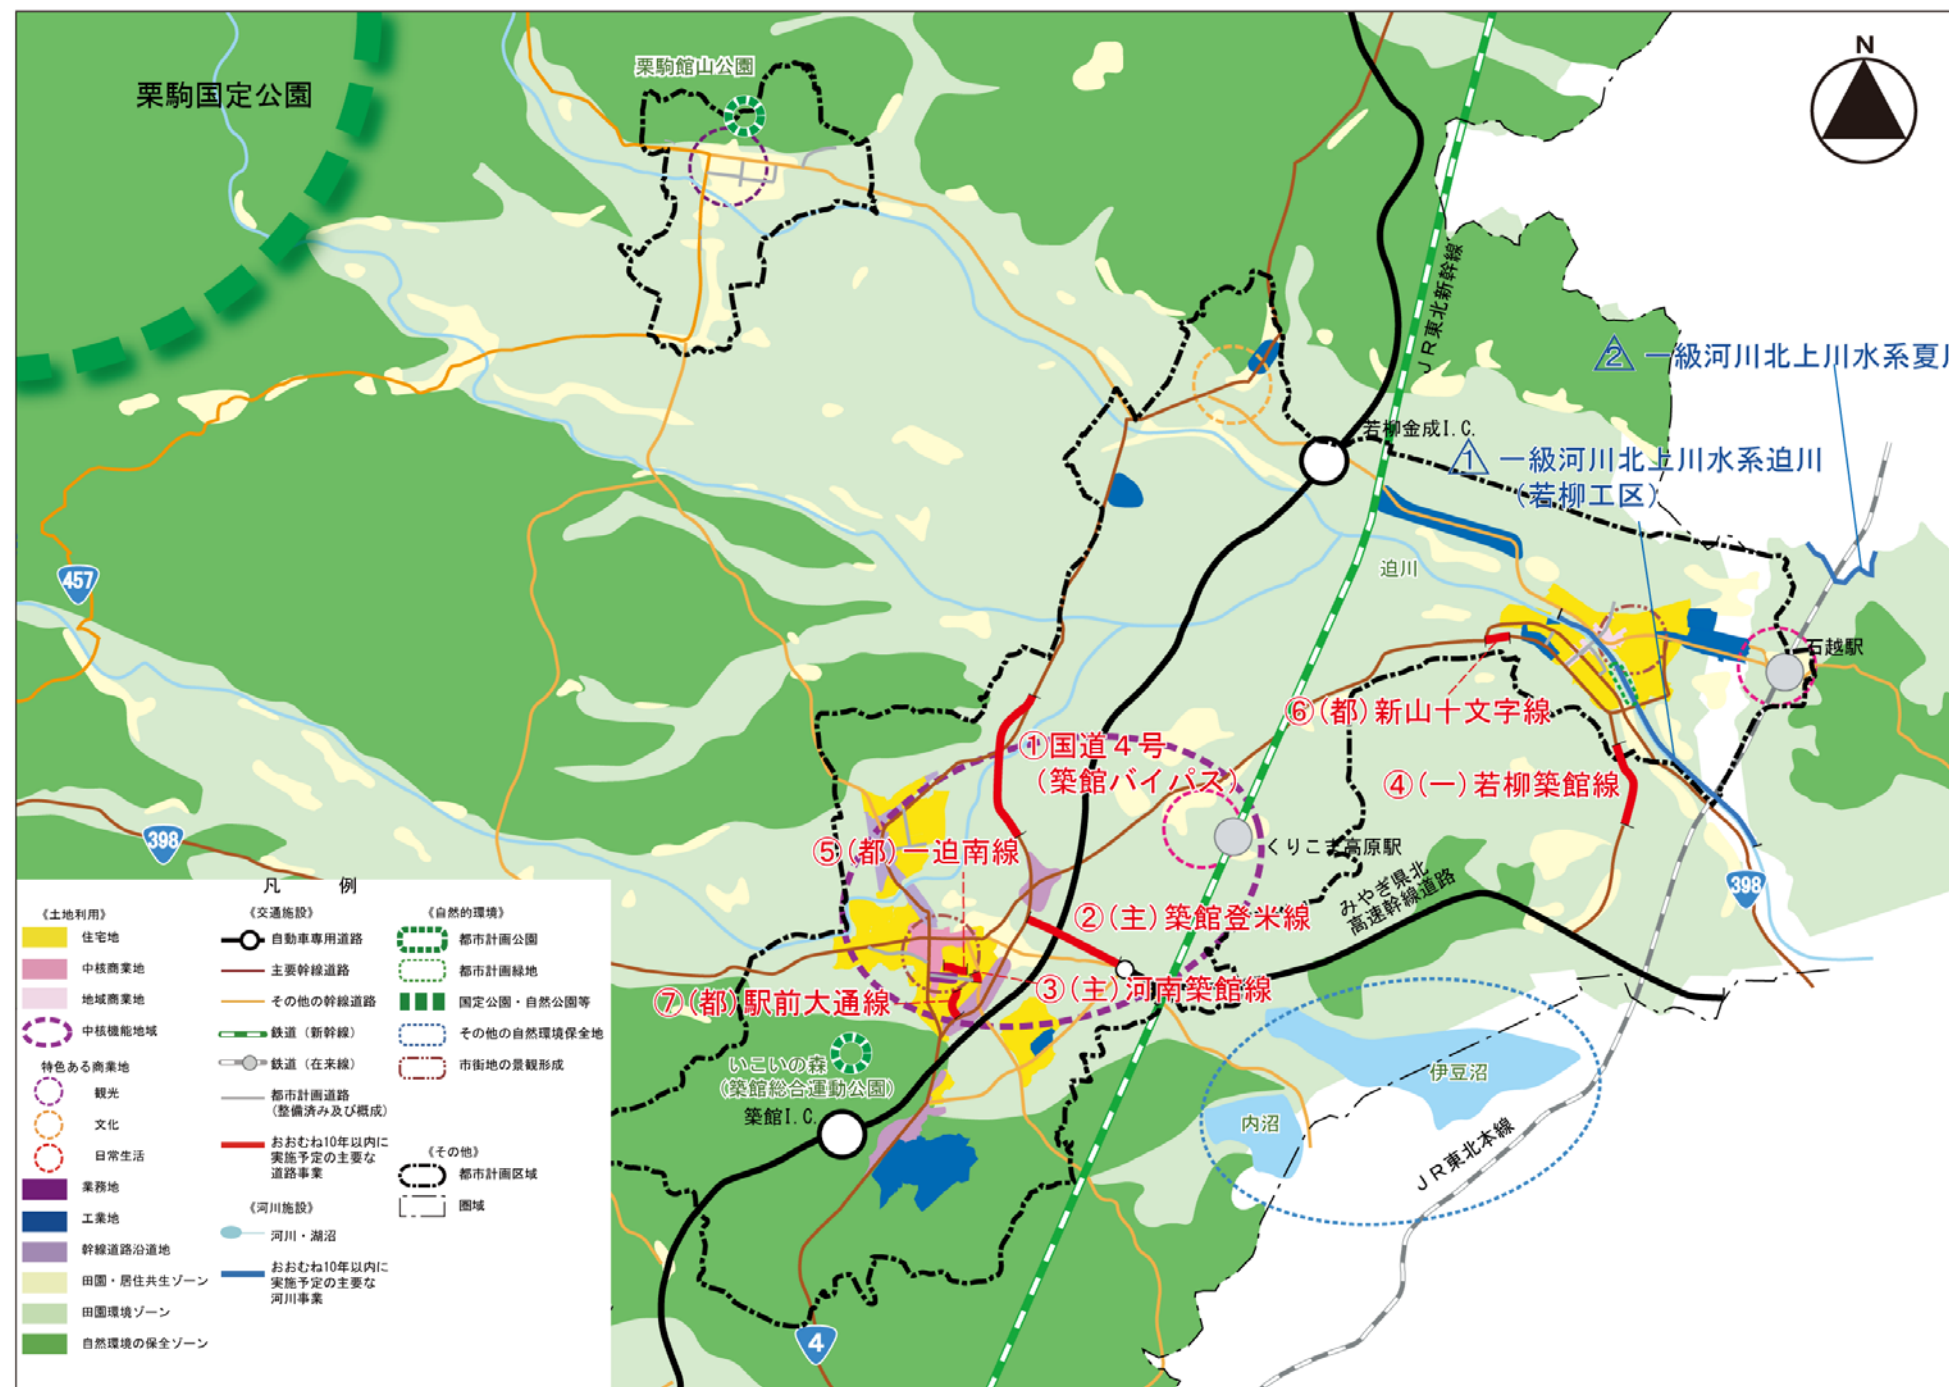 栗駒国定公園
栗駒館山公園
N
JR東北新幹線
2 一級河川北上川水系夏川
若柳金成I.C.
1 一級河川北上川水系迫川
(若柳工区)
457
迫川
石越駅
⑥(都)新山十文字線
①国道4号
(築館バイパス)
④(一)若柳築館線
398
⑤(都)一迫南線
くりこま高原駅
みやぎ県北
高速幹線道路
398
②(主)築館登米線
③(主)河南築館線
⑦(都)駅前大通線
いこいの森
(築館総合運動公園)
築館I.C.
伊豆沼
内沼
JR東北本線
4
凡 例
《土地利用》
住宅地
中核商業地
地域商業地
中核機能地域
特色ある商業地
観光
文化
日常生活
業務地
工業地
幹線道路沿道地
田園・居住共生ゾーン
田園環境ゾーン
自然環境の保全ゾーン
《交通施設》
自動車専用道路
主要幹線道路
その他の幹線道路
鉄道(新幹線)
鉄道(在来線)
都市計画道路
(整備済み及び概成)
おおむね10年以内に
実施予定の主要な
道路事業
《河川施設》
河川・湖沼
おおむね10年以内に
実施予定の主要な
河川事業
《自然的環境》
都市計画公園
都市計画緑地
国定公園・自然公園等
その他の自然環境保全地
市街地の景観形成
《その他》
都市計画区域
圏域